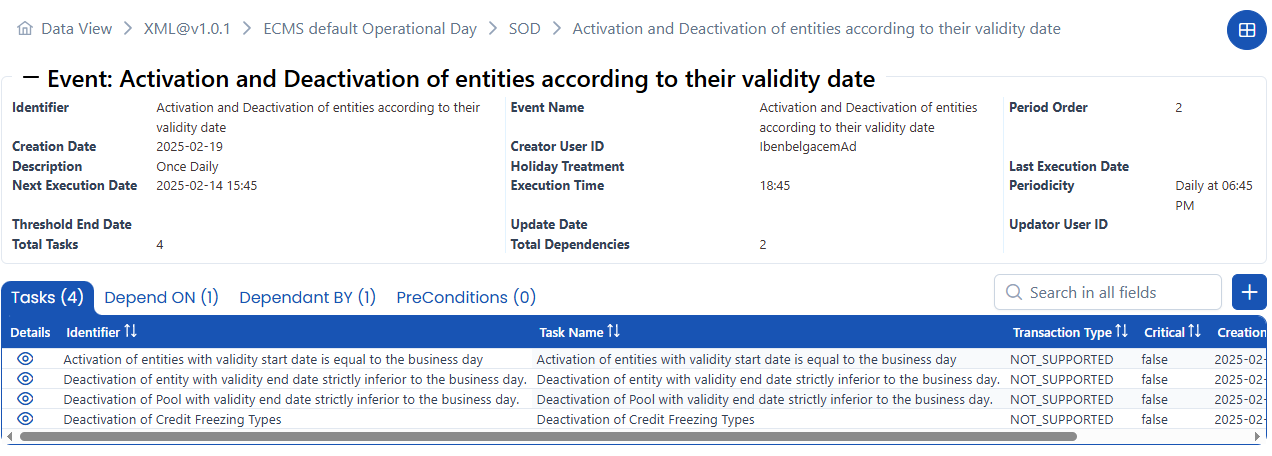 Data View > XML@v1.0.1 > ECMS default Operational Day > SOD > Activation and Deactivation of entities according to their validity date
— Event: Activation and Deactivation of entities according to their validity date
Identifier Activation and Deactivation of entities according to their validity date Event Name Activation and Deactivation of entities according to their validity date Period Order 2
Creation Date 2025-02-19 Creator User ID IbenbelgacemAd
Description Once Daily Holiday Treatment Last Execution Date
Next Execution Date 2025-02-14 15:45 Execution Time 18:45 Periodicity Daily at 06:45 PM
Threshold End Date Update Date Updator User ID
Total Tasks 4 Total Dependencies 2
Tasks (4) Depend ON (1) Dependant BY (1) PreConditions (0) Search in all fields
Details Identifier Task Name Transaction Type Critical Creation
Activation of entities with validity start date is equal to the business day Activation of entities with validity start date is equal to the business day NOT_SUPPORTED false 2025-02-
Deactivation of entity with validity end date strictly inferior to the business day. Deactivation of entity with validity end date strictly inferior to the business day. NOT_SUPPORTED false 2025-02-
Deactivation of Pool with validity end date strictly inferior to the business day. Deactivation of Pool with validity end date strictly inferior to the business day. NOT_SUPPORTED false 2025-02-
Deactivation of Credit Freezing Types Deactivation of Credit Freezing Types NOT_SUPPORTED false 2025-02-